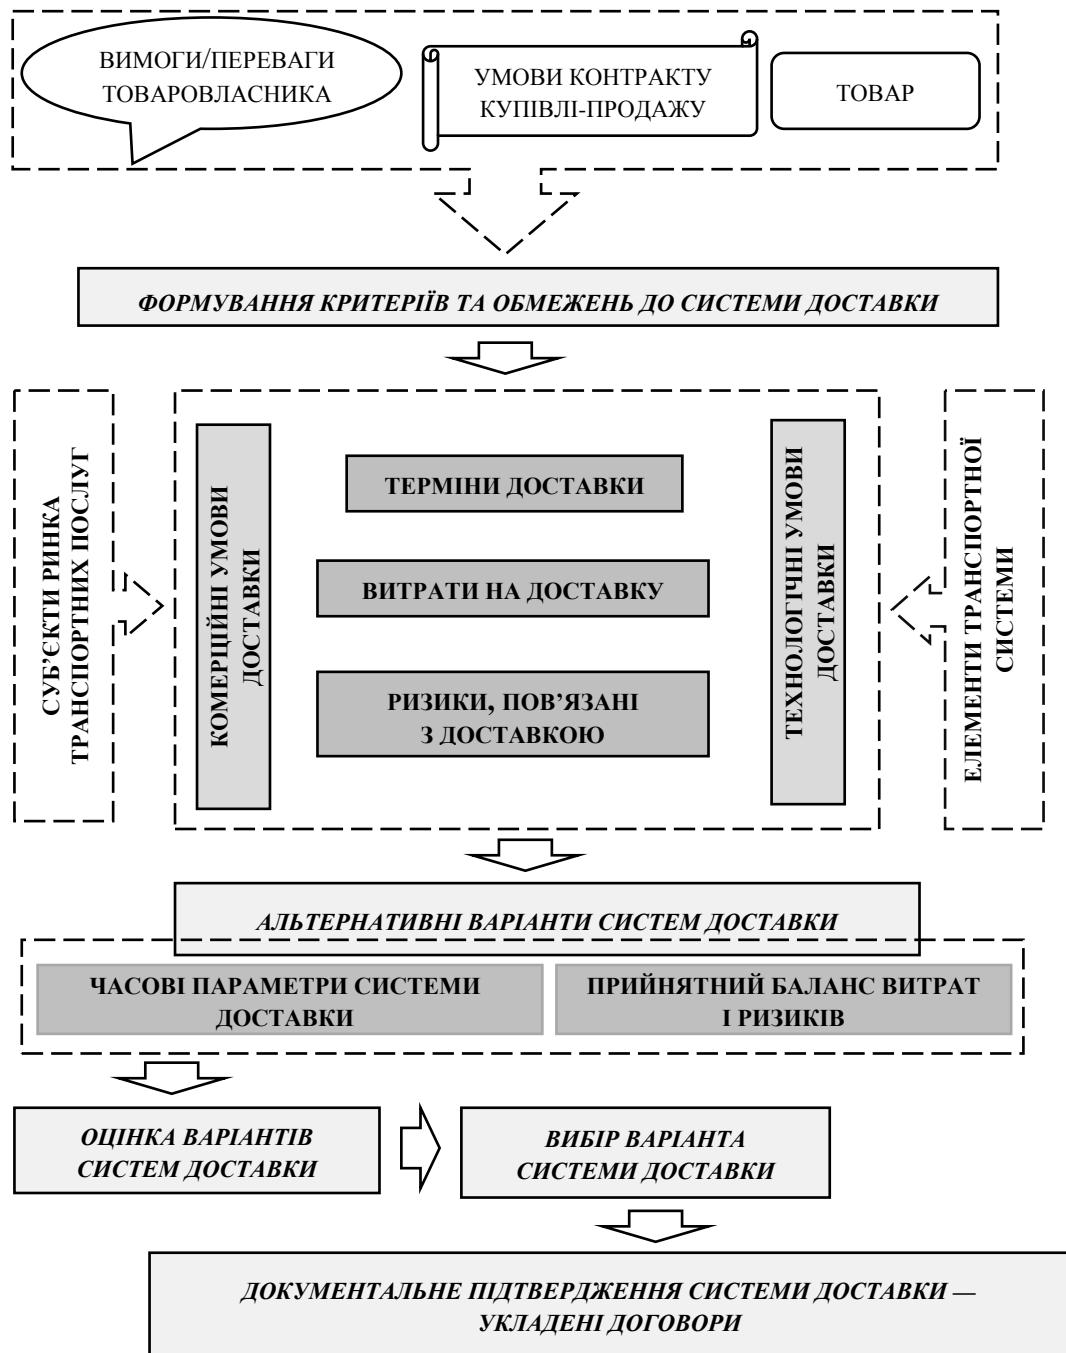 ВИМОГИ/ПЕРЕВАГИ
ТОВАРОВЛАСНИКА
УМОВИ КОНТРАКТУ
КУПІВЛІ-ПРОДАЖУ
ТОВАР
ФОРМУВАННЯ КРИТЕРІЇВ ТА ОБМЕЖЕНЬ ДО СИСТЕМИ ДОСТАВКИ
СУБ’ЄКТИ РИНКА
ТРАНСПОРТНИХ ПОСЛУГ
КОМЕРЦІЙНІ УМОВИ
ДОСТАВКИ
ТЕРМІНИ ДОСТАВКИ
ВИТРАТИ НА ДОСТАВКУ
РИЗИКИ, ПОВ’ЯЗАНІ
З ДОСТАВКОЮ
ТЕХНОЛОГІЧНІ УМОВИ
ДОСТАВКИ
ЕЛЕМЕНТИ ТРАНСПОРТНОЇ
СИСТЕМИ
АЛЬТЕРНАТИВНІ ВАРІАНТИ СИСТЕМ ДОСТАВКИ
ЧАСОВІ ПАРАМЕТРИ СИСТЕМИ
ДОСТАВКИ
ПРИЙНЯТНИЙ БАЛАНС ВИТРАТ
І РИЗИКІВ
ОЦІНКА ВАРІАНТІВ
СИСТЕМ ДОСТАВКИ
ВИБІР ВАРІАНТА
СИСТЕМИ ДОСТАВКИ
ДОКУМЕНТАЛЬНЕ ПІДТВЕРДЖЕННЯ СИСТЕМИ ДОСТАВКИ —
УКЛАДЕНІ ДОГОВОРИ